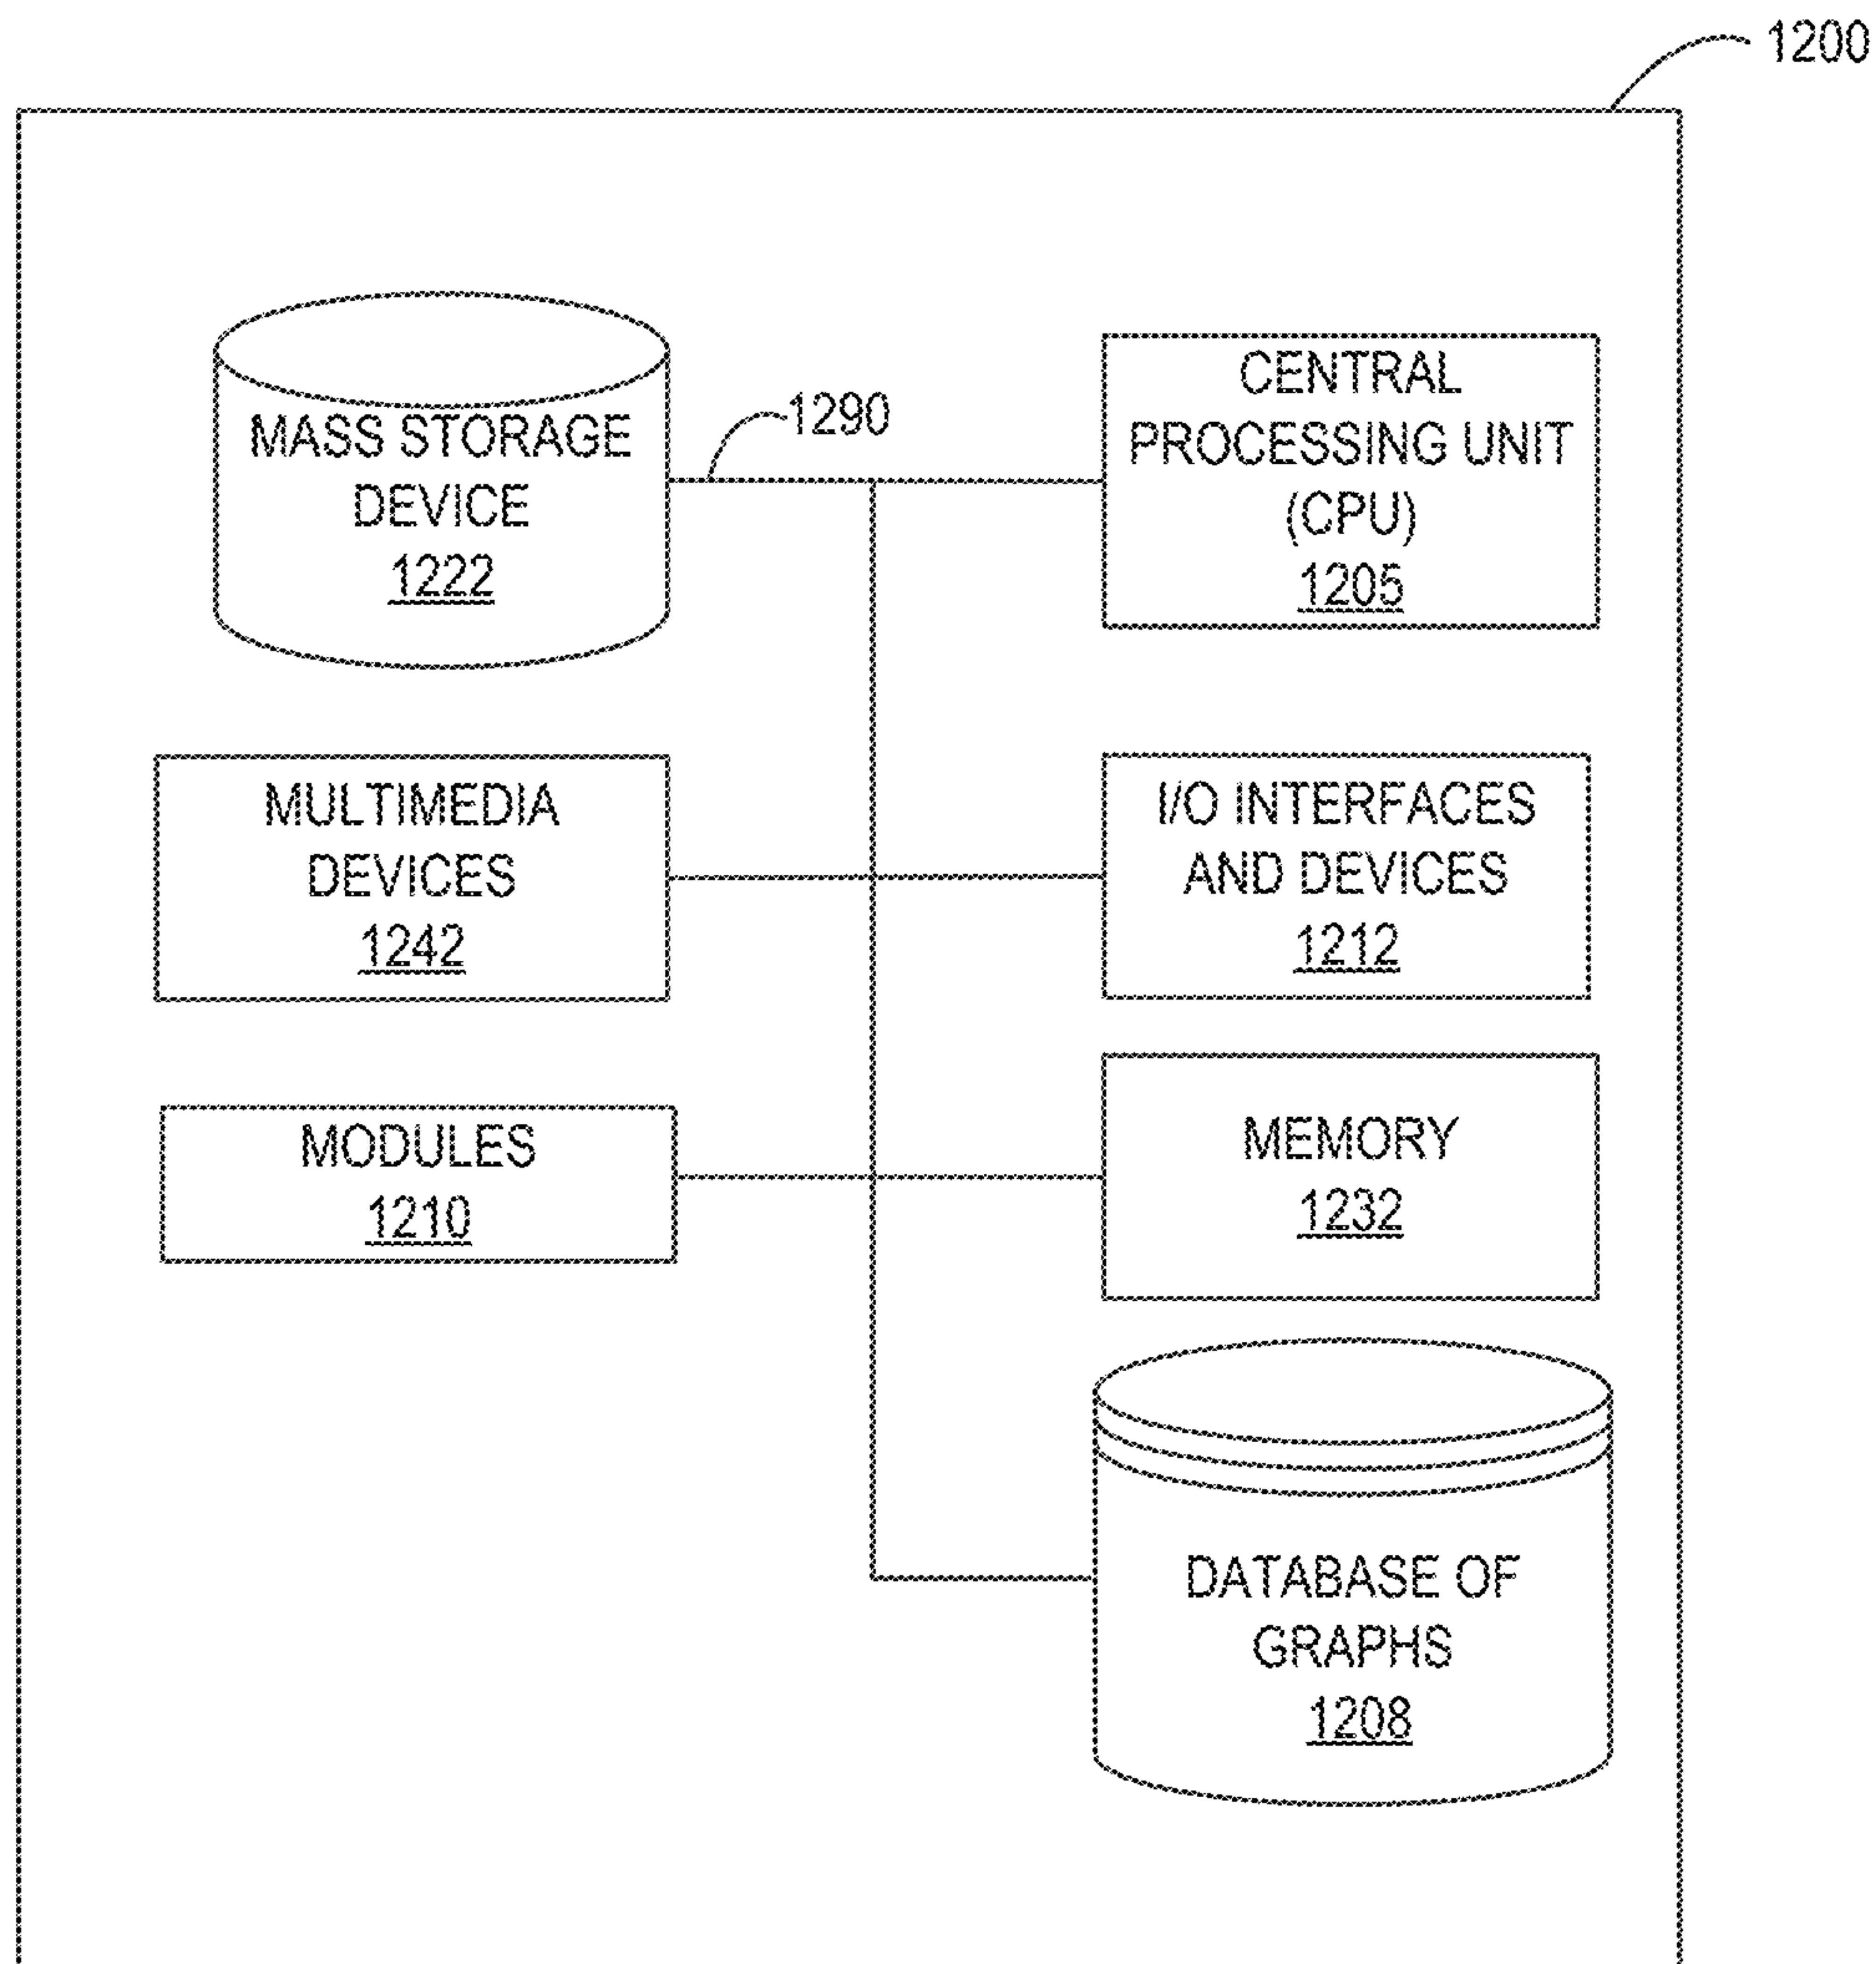 1200
MASS STORAGE
DEVICE
1222
1290
CENTRAL
PROCESSING UNIT
(CPU)
1205
MULTIMEDIA
DEVICES
1242
I/O INTERFACES
AND DEVICES
1212
MODULES
1210
MEMORY
1232
DATABASE OF
GRAPHS
1208